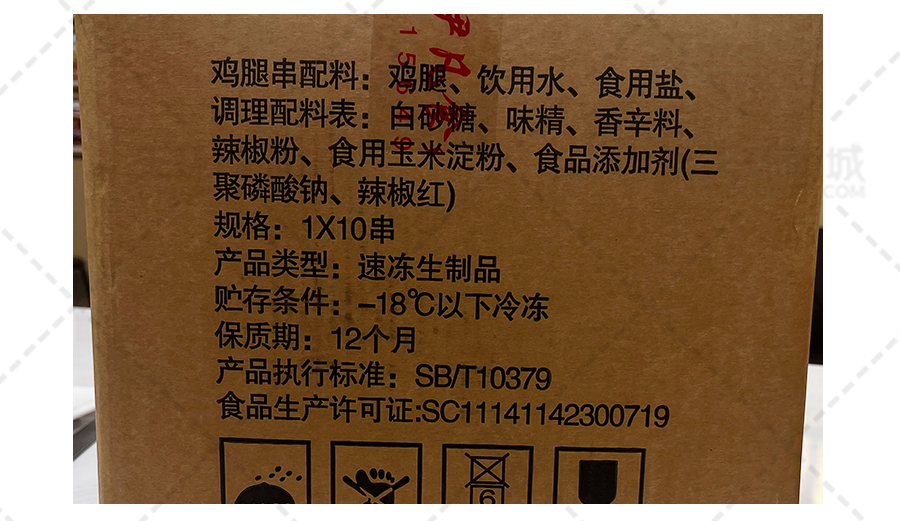 鸡腿串配料：鸡腿、饮用水、食用盐、
调理配料表：白砂糖、味精、香辛料、
辣椒粉、食用玉米淀粉、食品添加剂(三
聚磷酸钠、辣椒红)
规格：1X10串
产品类型：速冻生制品
贮存条件：-18℃以下冷冻
保质期：12个月
产品执行标准：SB/T10379
食品生产许可证:SC11141142300719
6
城
.COM